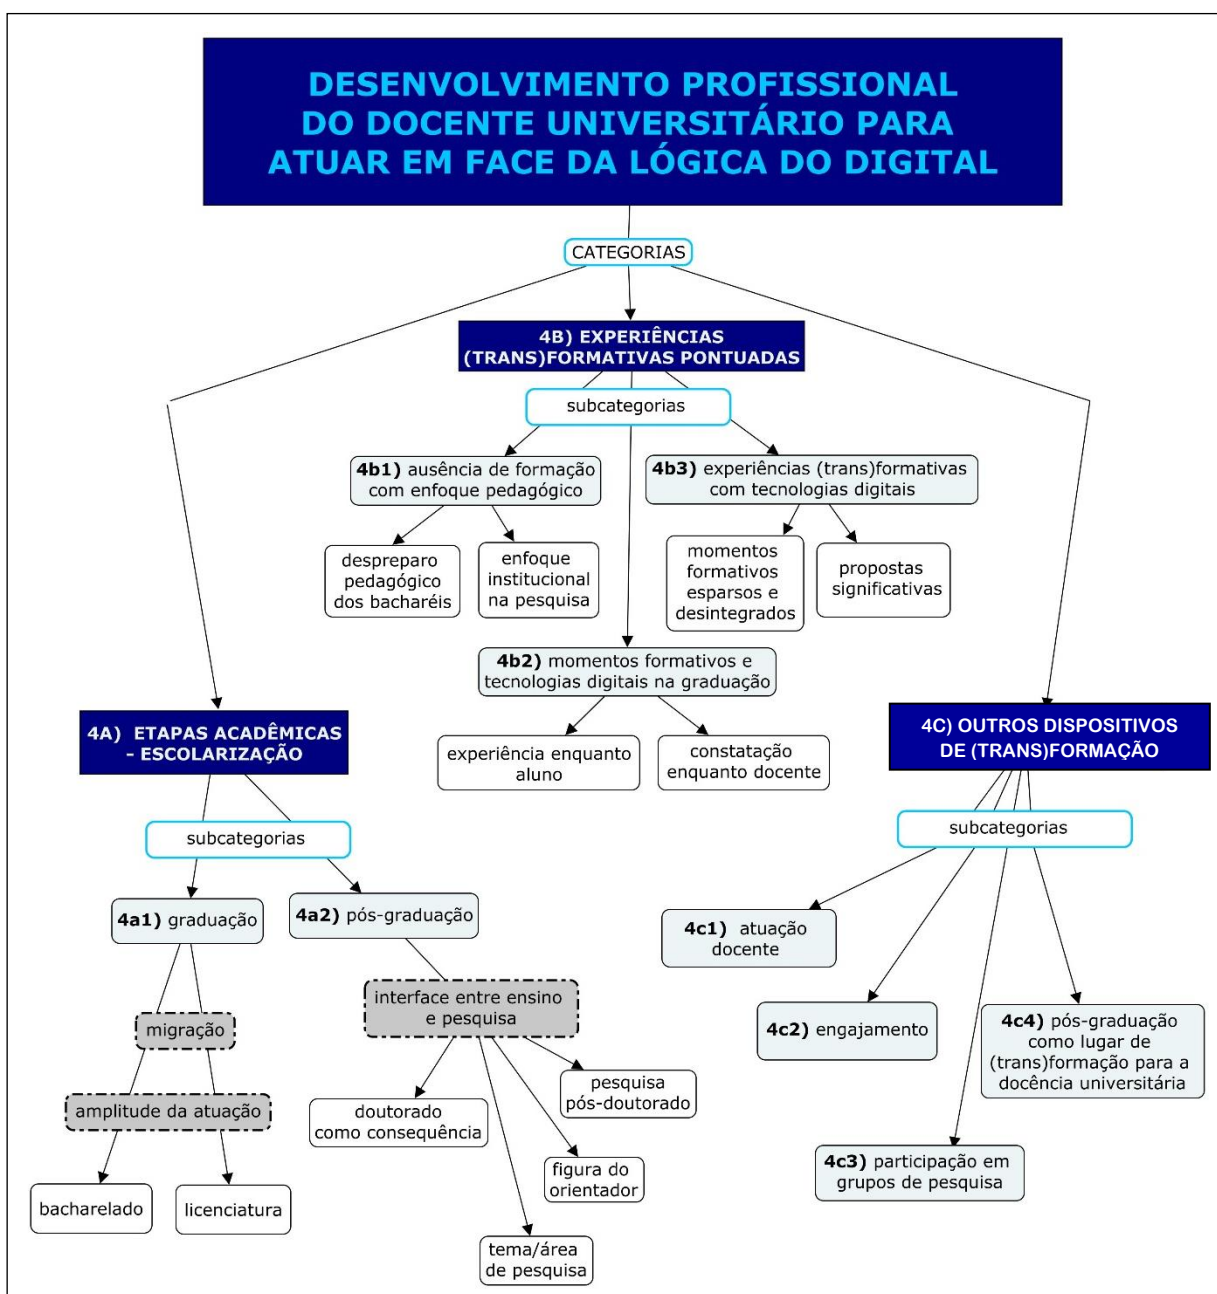 DESENVOLVIMENTO PROFISSIONAL
DO DOCENTE UNIVERSITÁRIO PARA
ATUAR EM FACE DA LÓGICA DO DIGITAL
CATEGORIAS
4B) EXPERIÊNCIAS
(TRANS)FORMATIVAS PONTUADAS
subcategorias
4b1) ausência de formação
com enfoque pedagógico
4b3) experiências (trans)formativas
com tecnologias digitais
despreparo
pedagógico
dos bacharéis
enfoque
institucional
na pesquisa
momentos
formativos
esparsos e
desintegrados
propostas
significativas
4b2) momentos formativos e
tecnologias digitais na graduação
experiência enquanto
aluno
constatação
enquanto docente
4A) ETAPAS ACADÊMICAS
- ESCOLARIZAÇÃO
subcategorias
4a1) graduação
4a2) pós-graduação
migração
amplitude da atuação
bacharelado
licenciatura
interface entre ensino
e pesquisa
doutorado
como consequência
pesquisa
pós-doutorado
figura do
orientador
tema/área
de pesquisa
4C) OUTROS DISPOSITIVOS
DE (TRANS)FORMAÇÃO
subcategorias
4c1) atuação
docente
4c2) engajamento
4c4) pós-graduação
como lugar de
(trans)formação para a
docência universitária
4c3) participação em
grupos de pesquisa